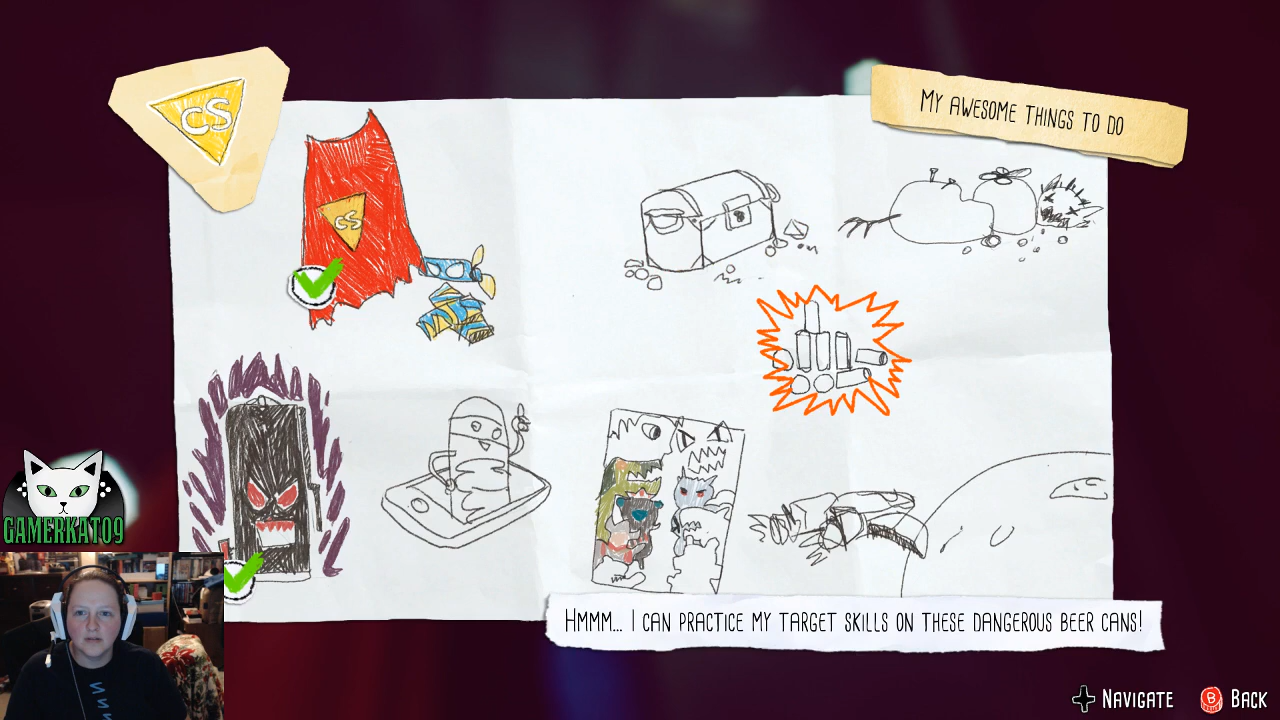 CS
MY AWESOME THINGS TO DO
CS
GAMERKAT09
HMMM... I CAN PRACTICE MY TARGET SKILLS ON THESE DANGEROUS BEER CANS!
NAVIGATE B BACK